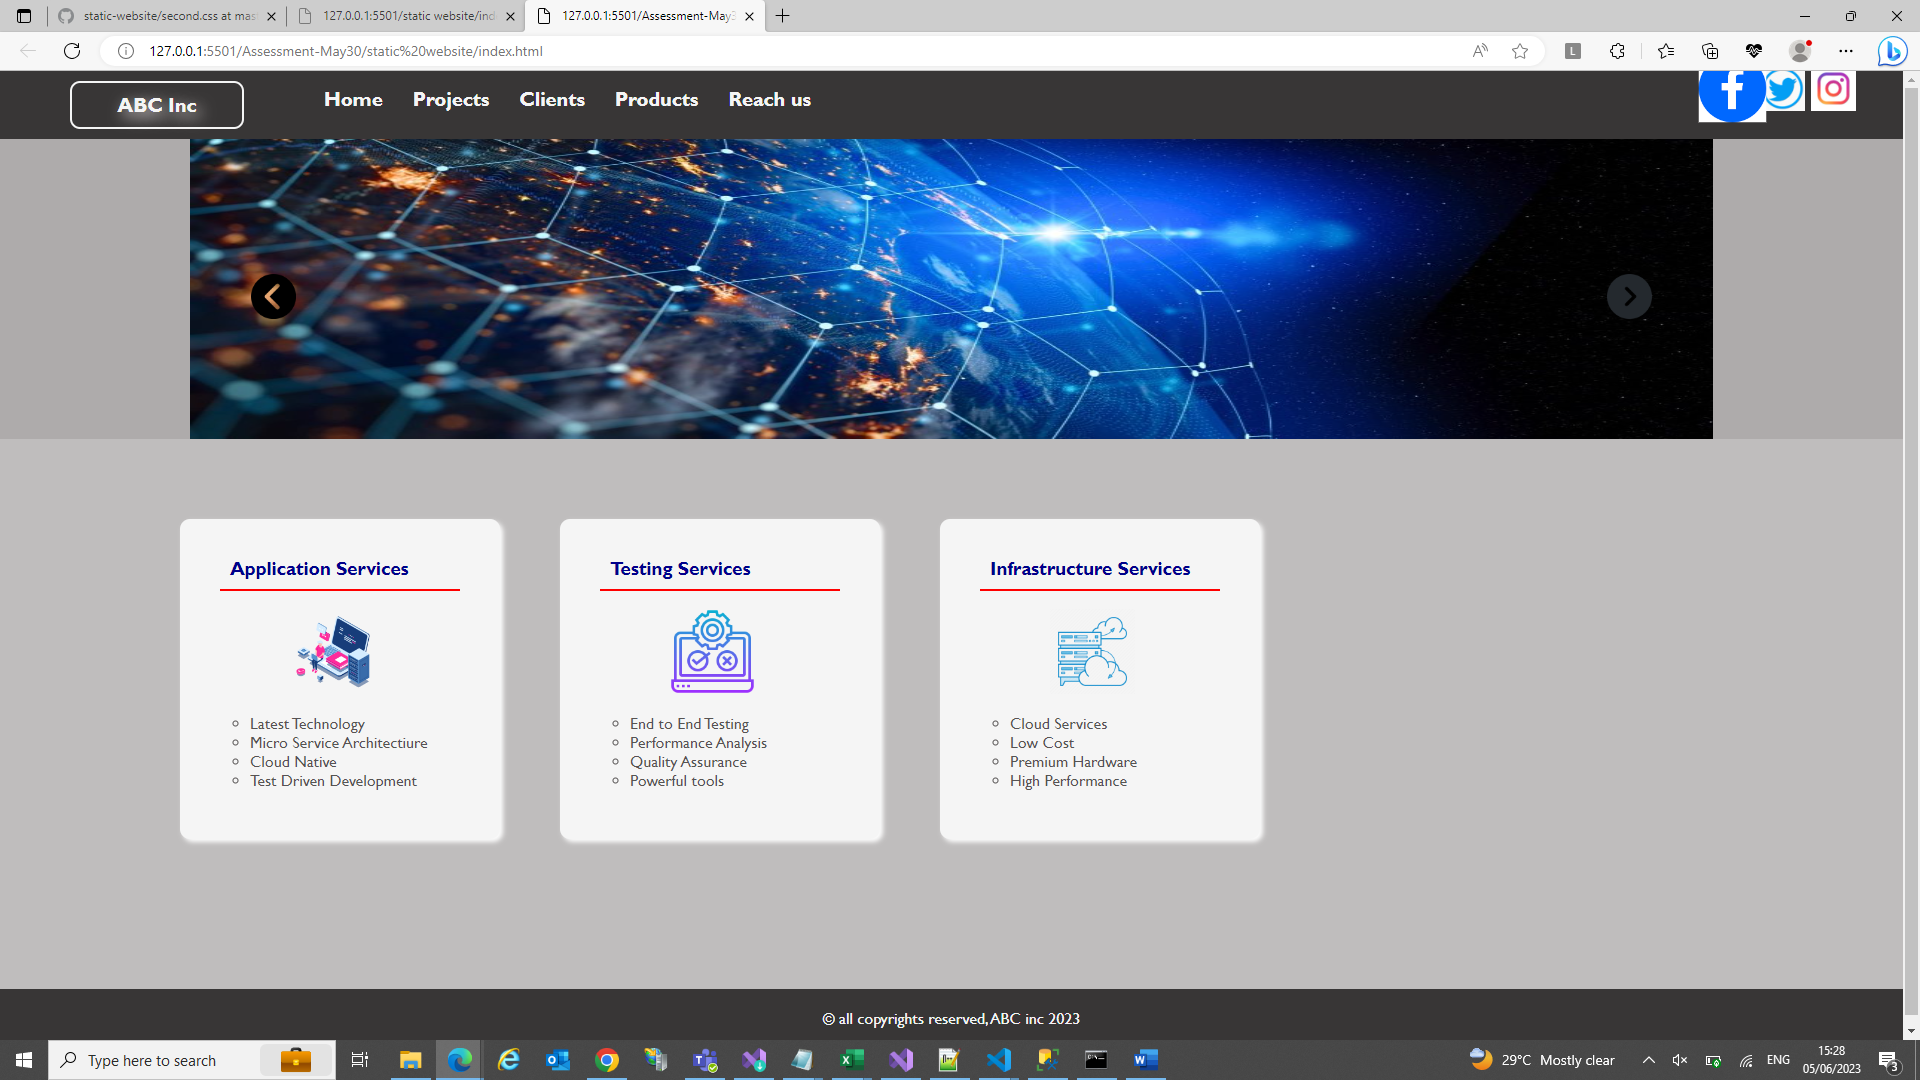 static-website/second.css at mas
127.0.0.1:5501/static website/ind
127.0.0.1:5501/Assessment-May3
127.0.0.1:5501/Assessment-May30/static%20website/index.html
L
ABC Inc
Home Projects Clients Products Reach us
Application Services
Latest Technology
Micro Service Architectiure
Cloud Native
Test Driven Development
Testing Services
End to End Testing
Performance Analysis
Quality Assurance
Powerful tools
Infrastructure Services
Cloud Services
Low Cost
Premium Hardware
High Performance
© all copyrights reserved,ABC inc 2023
Type here to search
29°C Mostly clear
ENG
15:28
05/06/2023
3